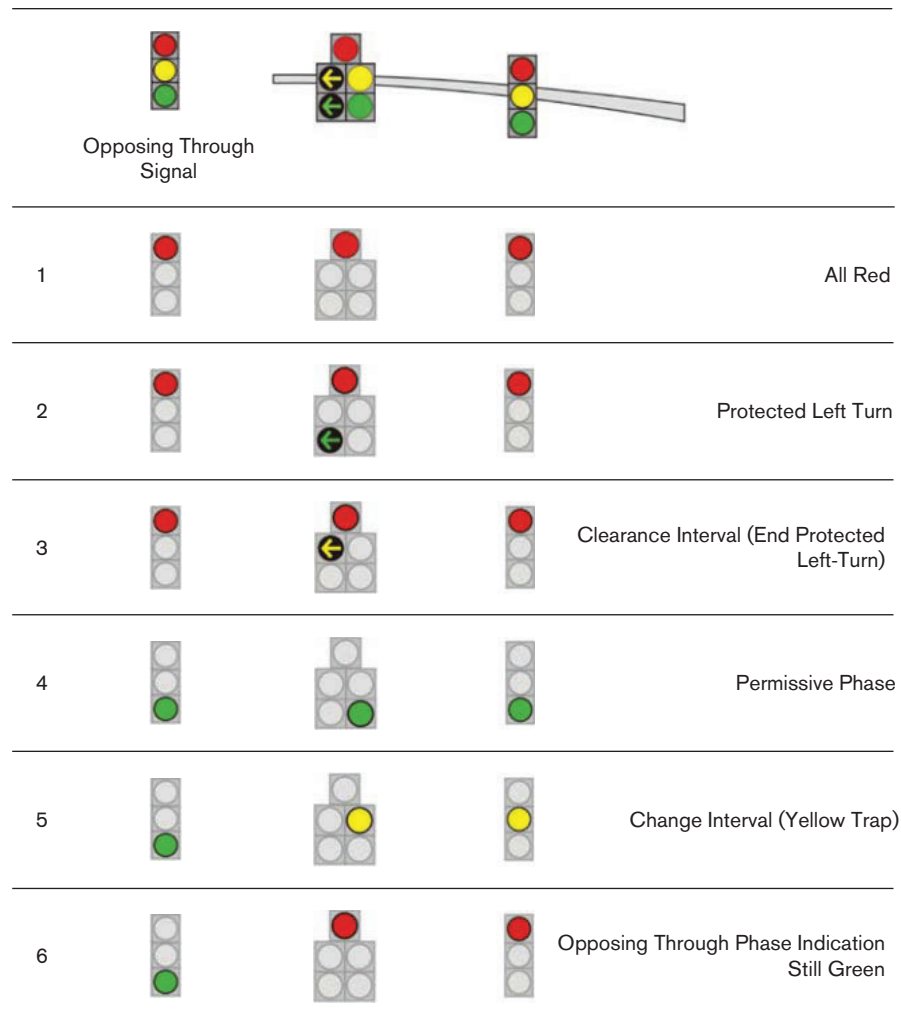 Opposing Through
Signal
1
All Red
2
Protected Left Turn
3
Clearance Interval (End Protected
Left-Turn)
4
Permissive Phase
5
Change Interval (Yellow Trap)
6
Opposing Through Phase Indication
Still Green